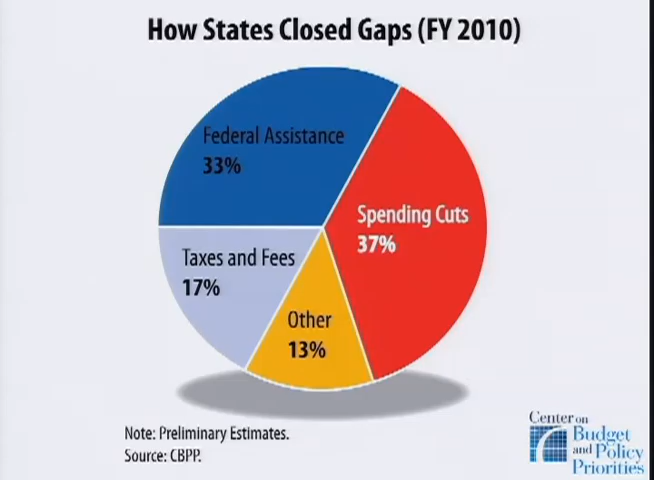 How States Closed Gaps (FY 2010)
Federal Assistance
33%
Spending Cuts
37%
Taxes and Fees
17%
Other
13%
Note: Preliminary Estimates.
Source: CBPP.
Center on
Budget
and Policy
Priorities